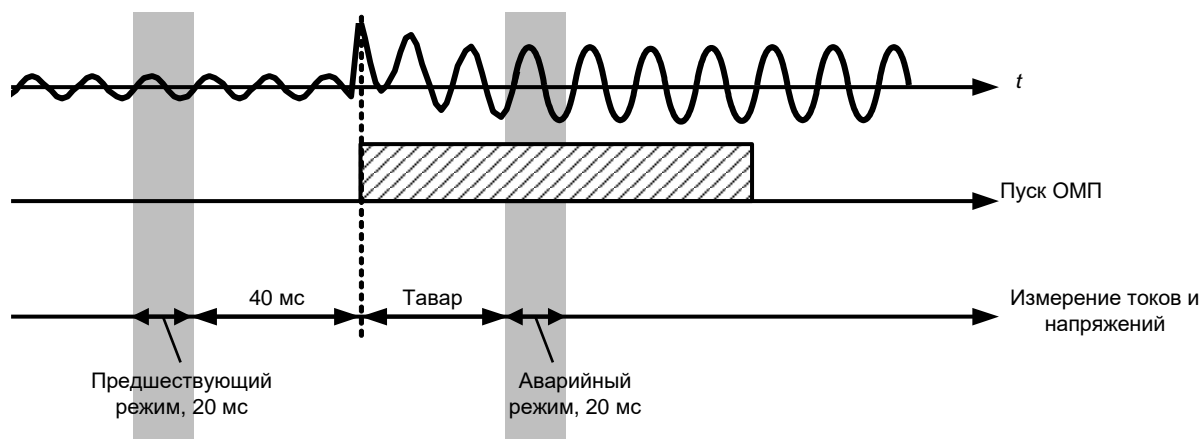 t
Пуск ОМП
40 мс
Тавар
Измерение токов и
напряжений
Предшествующий
режим, 20 мс
Аварийный
режим, 20 мс